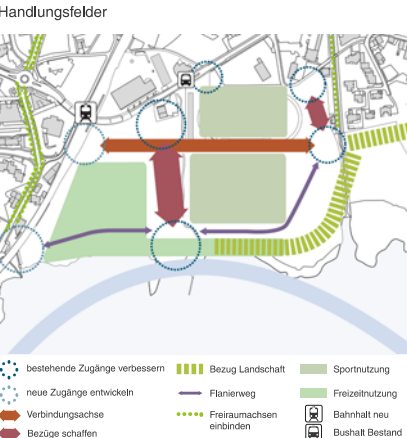 Handlungsfelder
bestehende Zugänge verbessern
neue Zugänge entwickeln
Verbindungsachse
Bezüge schaffen
Bezug Landschaft
Flanierweg
Freiraumachsen
einbinden
Sportnutzung
Freizeitnutzung
Bahnhalt neu
Bushalt Bestand